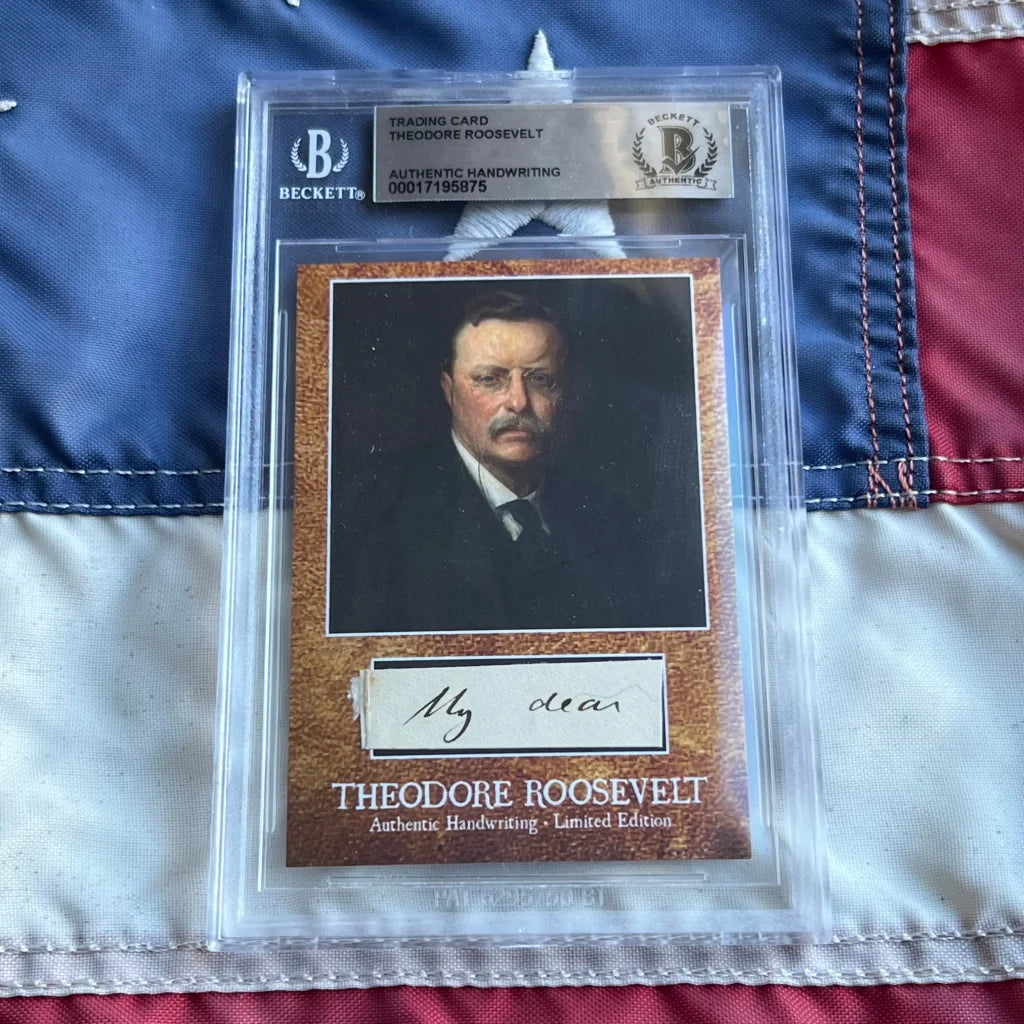 TRADING CARD
THEODORE ROOSEVELT
AUTHENTIC HANDWRITING
00017195875
B
BECKETT®
BECKETT
B
AUTHENTIC
My dear
THEODORE ROOSEVELT
Authentic Handwriting • Limited Edition